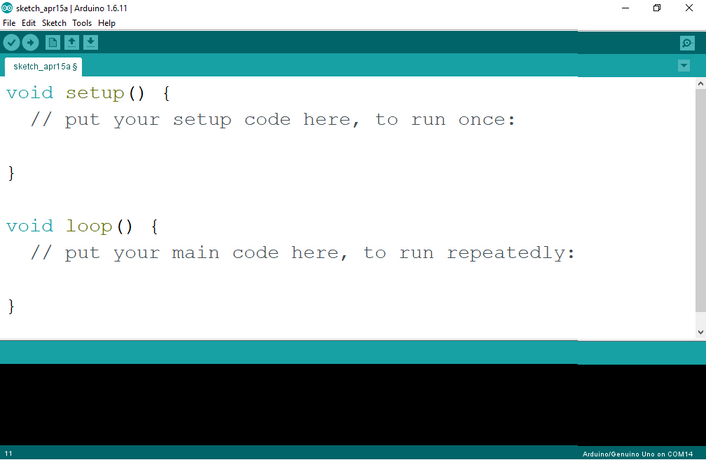 sketch_apr15a | Arduino 1.6.11
File Edit Sketch Tools Help
sketch_apr15a §
void setup() {
// put your setup code here, to run once:
}
void loop() {
// put your main code here, to run repeatedly:
}
11
Arduino/Genuino Uno on COM14